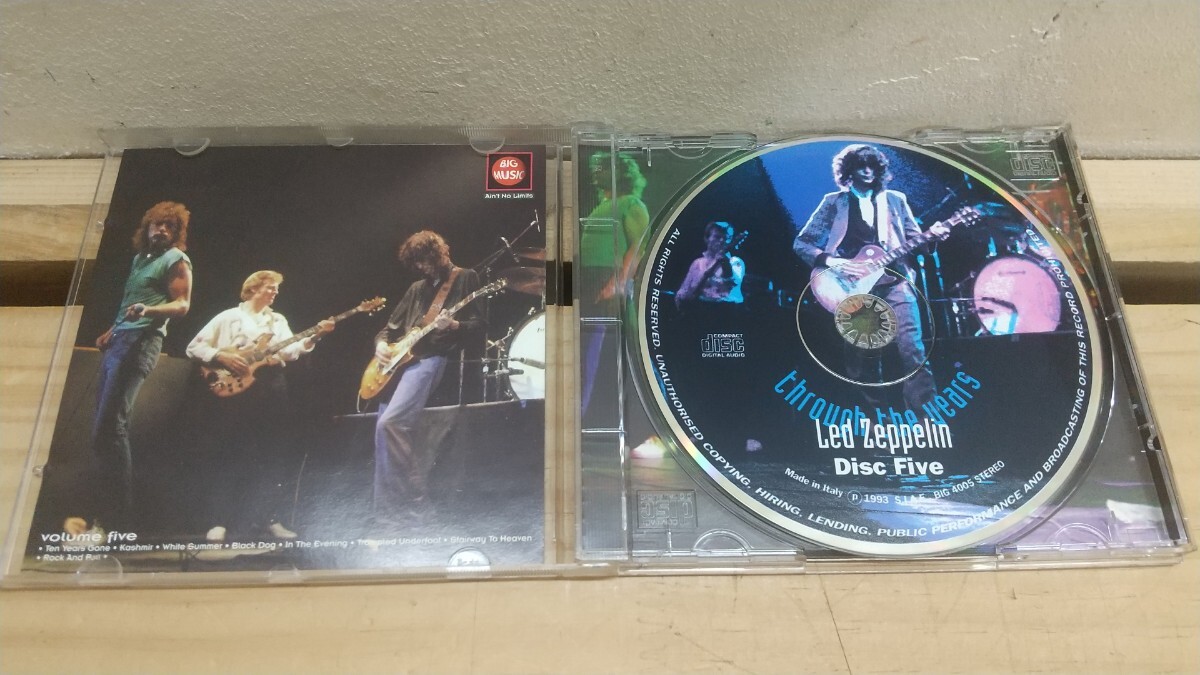 BIG
MUSIC
Ain't No Limits
volume five
• Ten Years Gone • Kashmir • White Summer • Black Dog • In The Evening • Trampled Underfoot • Stairway To Heaven
• Rock And Roll *
disc
ALL RIGHTS RESERVED. UNAUTHORISED COPYING, HIRING, LENDING, PUBLIC PERFORMANCE AND BROADCASTING OF THIS RECORD PROHIBITED
COMPACT
disc
DIGITAL AUDIO
through the years
Led Zeppelin
Disc Five
Made in Italy ℗ 1993 S.I.A.E. BIG 4005 STEREO